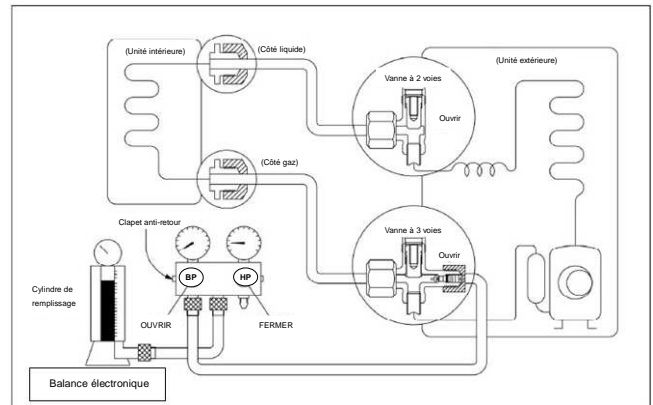 (Unité intérieure)
(Côté liquide)
Vanne à 2 voies
(Unité extérieure)
Ouvrir
(Côté gaz)
Vanne à 3 voies
Clapet anti-retour
Ouvrir
Cylindre de
remplissage
BP
HP
OUVRIR
FERMER
Balance électronique